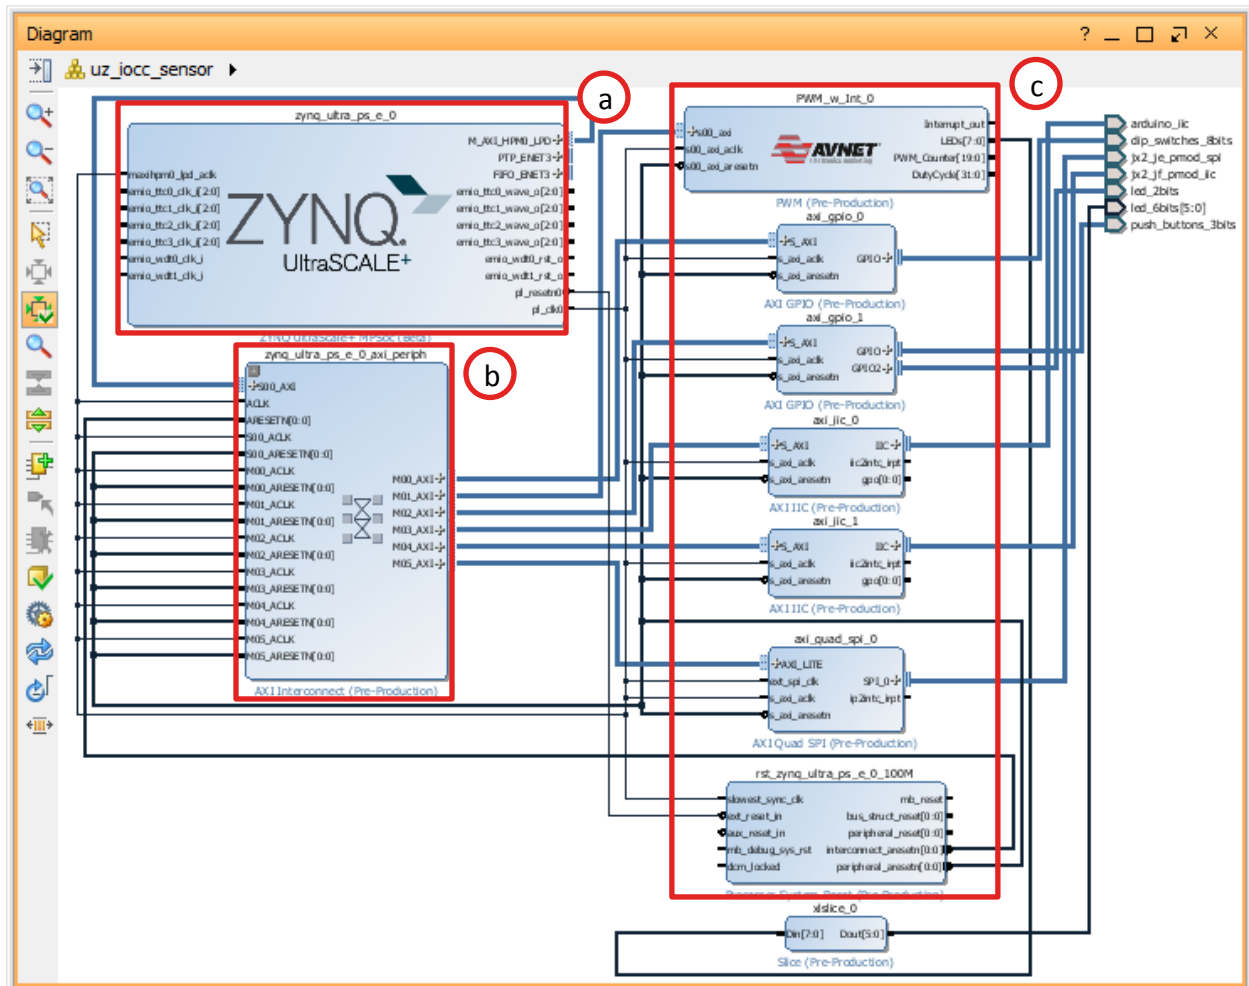 Diagram
?
uz_iocc_sensor
a
zynq_ultra_ps_e_0
maxihpm0_lpd_aclk
emio_ttc0_clk_i[2:0]
emio_ttc1_clk_i[2:0]
emio_ttc2_clk_i[2:0]
emio_ttc3_clk_i[2:0]
emio_wdt0_clk_i
emio_wdt1_clk_i
ZYNQ.
UltraSCALE+
M_AXI_HPM0_LPD
PTP_ENET3
FIFO_ENET3
emio_ttc0_wave_o[2:0]
emio_ttc1_wave_o[2:0]
emio_ttc2_wave_o[2:0]
emio_ttc3_wave_o[2:0]
emio_wdt0_rst_o
emio_wdt1_rst_o
pl_resetn0
pl_clk0
ZYNQ UltraScale+ MPSoC (Beta)
b
zynq_ultra_ps_e_0_axi_periph
S00_AXI
ACLK
ARESETN[0:0]
S00_ACLK
S00_ARESETN[0:0]
M00_ACLK
M00_ARESETN[0:0]
M01_ACLK
M01_ARESETN[0:0]
M02_ACLK
M02_ARESETN[0:0]
M03_ACLK
M03_ARESETN[0:0]
M04_ACLK
M04_ARESETN[0:0]
M05_ACLK
M05_ARESETN[0:0]
M00_AXI
M01_AXI
M02_AXI
M03_AXI
M04_AXI
M05_AXI
AXI Interconnect (Pre-Production)
c
PWM_w_Int_0
s00_axi
s00_axi_aclk
s00_axi_aresetn
AVNET
Interrupt_out
LEDs[7:0]
PWM_Counter[19:0]
DutyCycle[31:0]
PWM (Pre-Production)
axi_gpio_0
S_AXI
s_axi_aclk
s_axi_aresetn
GPIO
AXI GPIO (Pre-Production)
axi_gpio_1
S_AXI
s_axi_aclk
s_axi_aresetn
GPIO
GPIO2
AXI GPIO (Pre-Production)
axi_iic_0
S_AXI
s_axi_aclk
s_axi_aresetn
IIC
iic2intc_irpt
gpo[0:0]
AXI IIC (Pre-Production)
axi_iic_1
S_AXI
s_axi_aclk
s_axi_aresetn
IIC
iic2intc_irpt
gpo[0:0]
AXI IIC (Pre-Production)
axi_quad_spi_0
AXI_LITE
ext_spi_clk
s_axi_aclk
s_axi_aresetn
SPI_0
ip2intc_irpt
AXI Quad SPI (Pre-Production)
rst_zynq_ultra_ps_e_0_100M
slowest_sync_clk
ext_reset_in
aux_reset_in
mb_debug_sys_rst
dcm_locked
mb_reset
bus_struct_reset[0:0]
peripheral_reset[0:0]
interconnect_aresetn[0:0]
peripheral_aresetn[0:0]
Processor System Reset (Pre-Production)
xlslice_0
Din[7:0]
Dout[5:0]
Slice (Pre-Production)
arduino_iic
dip_switches_8bits
jx2_je_pmod_spi
jx2_jf_pmod_iic
led_2bits
led_6bits[5:0]
push_buttons_3bits